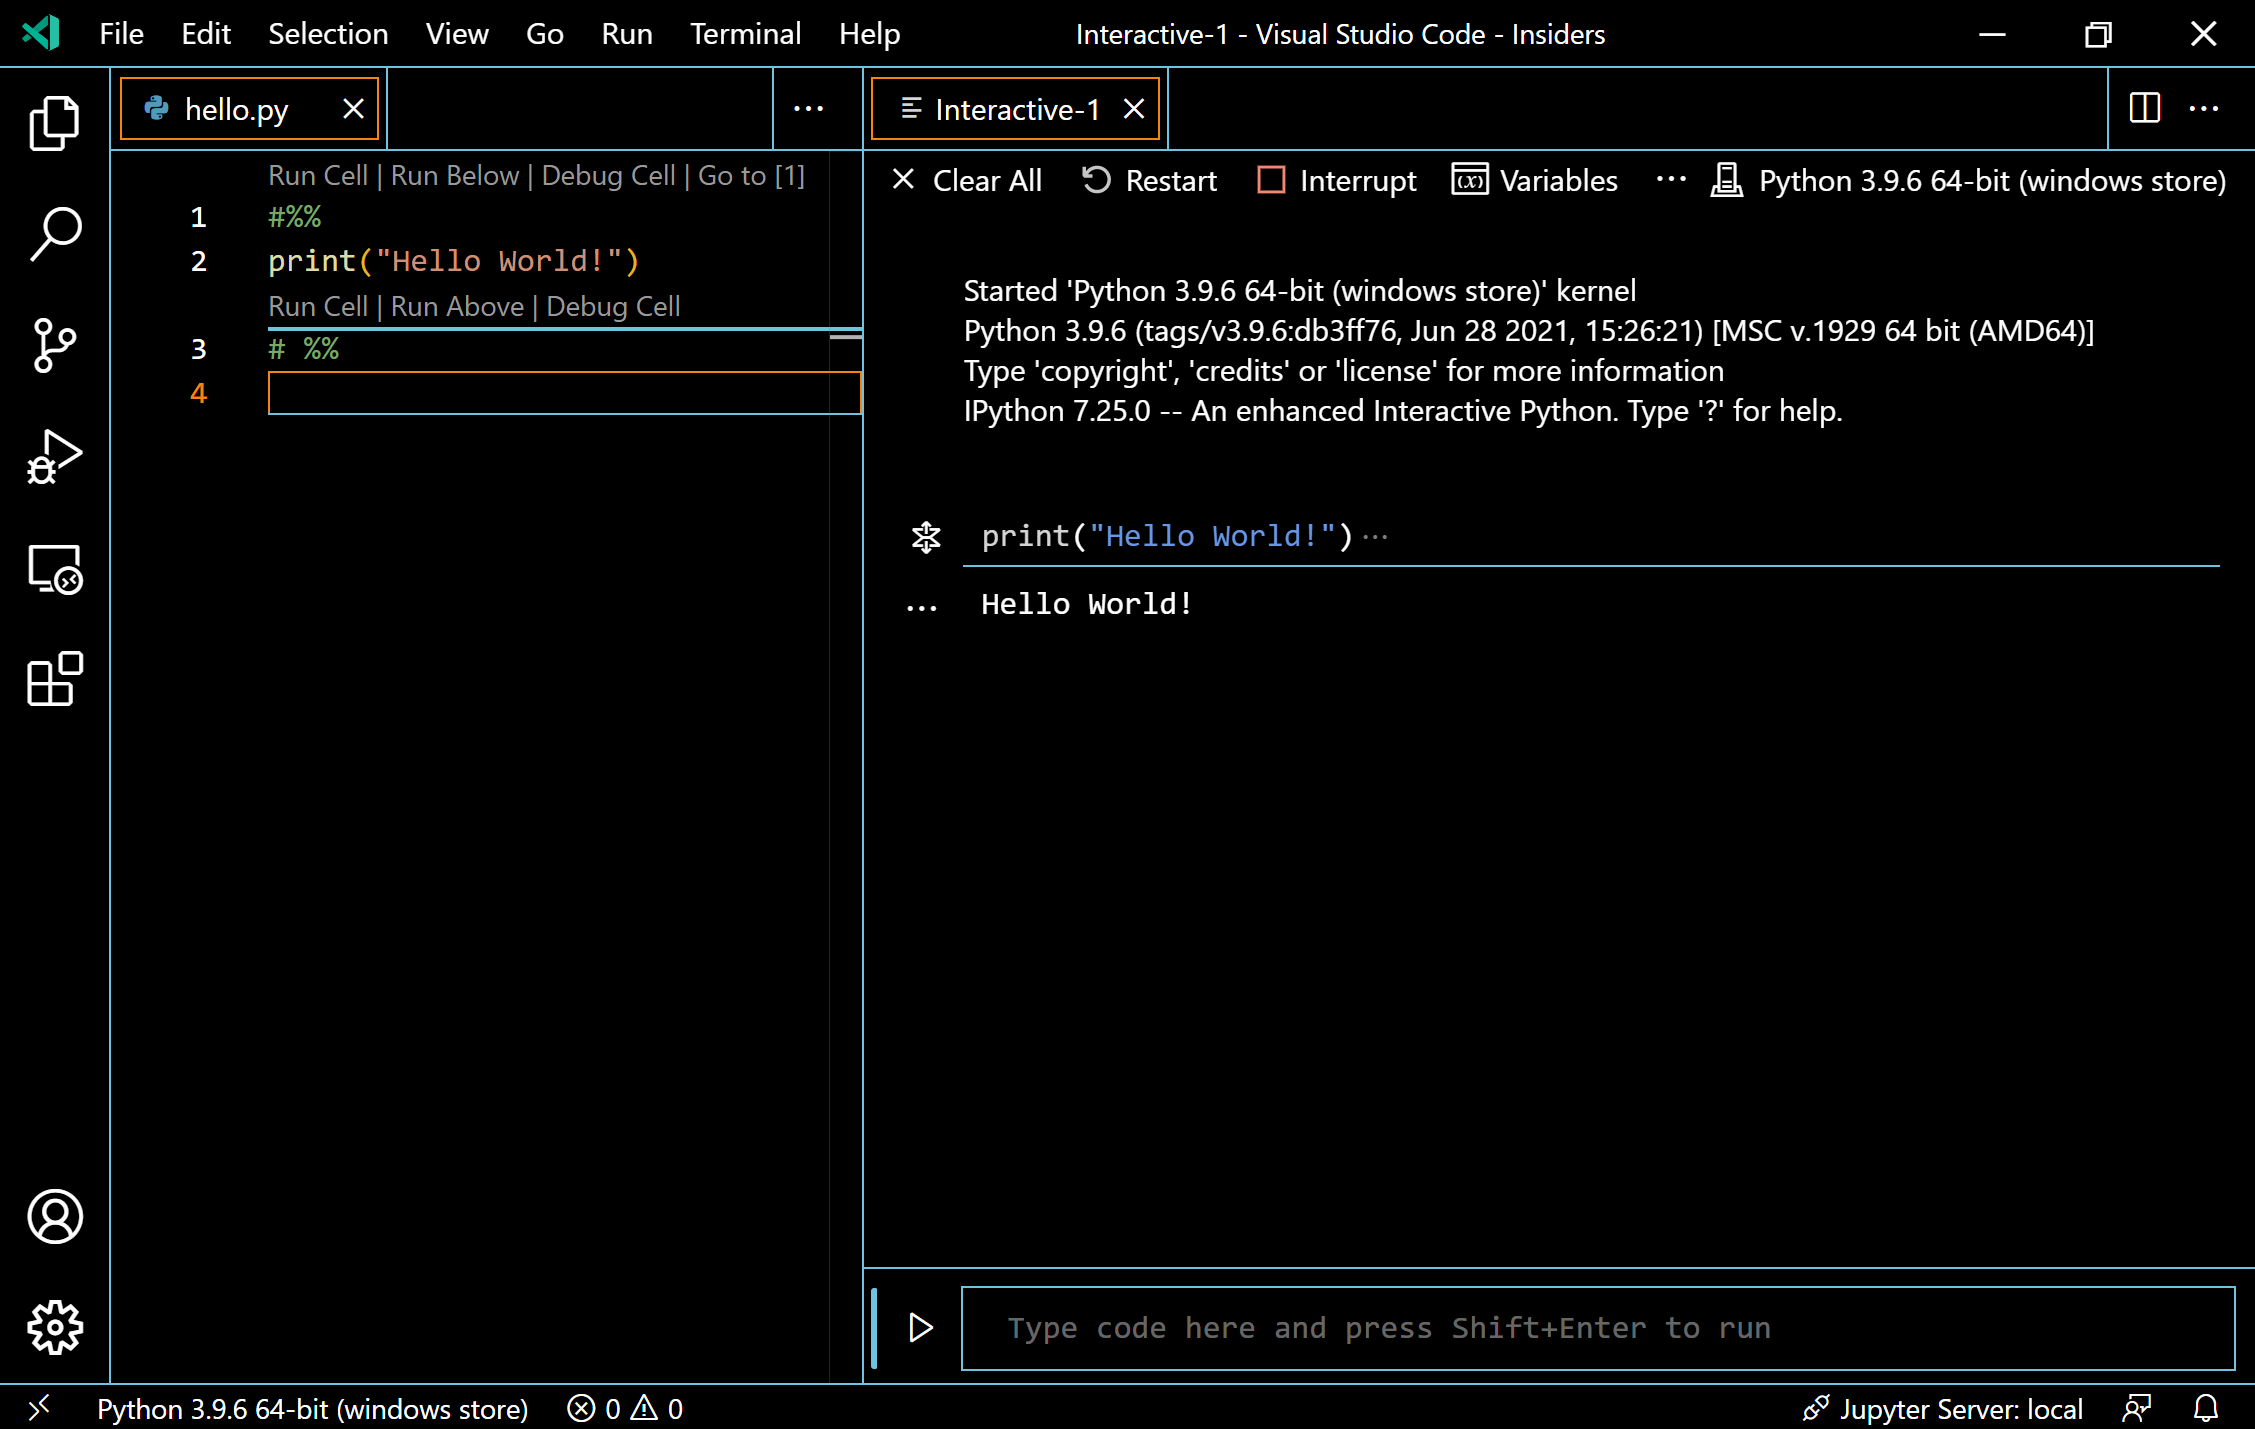 File Edit Selection View Go Run Terminal Help Interactive-1 - Visual Studio Code - Insiders
hello.py
Run Cell | Run Below | Debug Cell | Go to [1]
1 #%%
2 print("Hello World!")
Run Cell | Run Above | Debug Cell
3 # %%
4
Interactive-1
Clear All Restart Interrupt Variables ··· Python 3.9.6 64-bit (windows store)
Started 'Python 3.9.6 64-bit (windows store)' kernel
Python 3.9.6 (tags/v3.9.6:db3ff76, Jun 28 2021, 15:26:21) [MSC v.1929 64 bit (AMD64)]
Type 'copyright', 'credits' or 'license' for more information
IPython 7.25.0 -- An enhanced Interactive Python. Type '?' for help.
print("Hello World!")···
Hello World!
Type code here and press Shift+Enter to run
Python 3.9.6 64-bit (windows store) 0 0 Jupyter Server: local